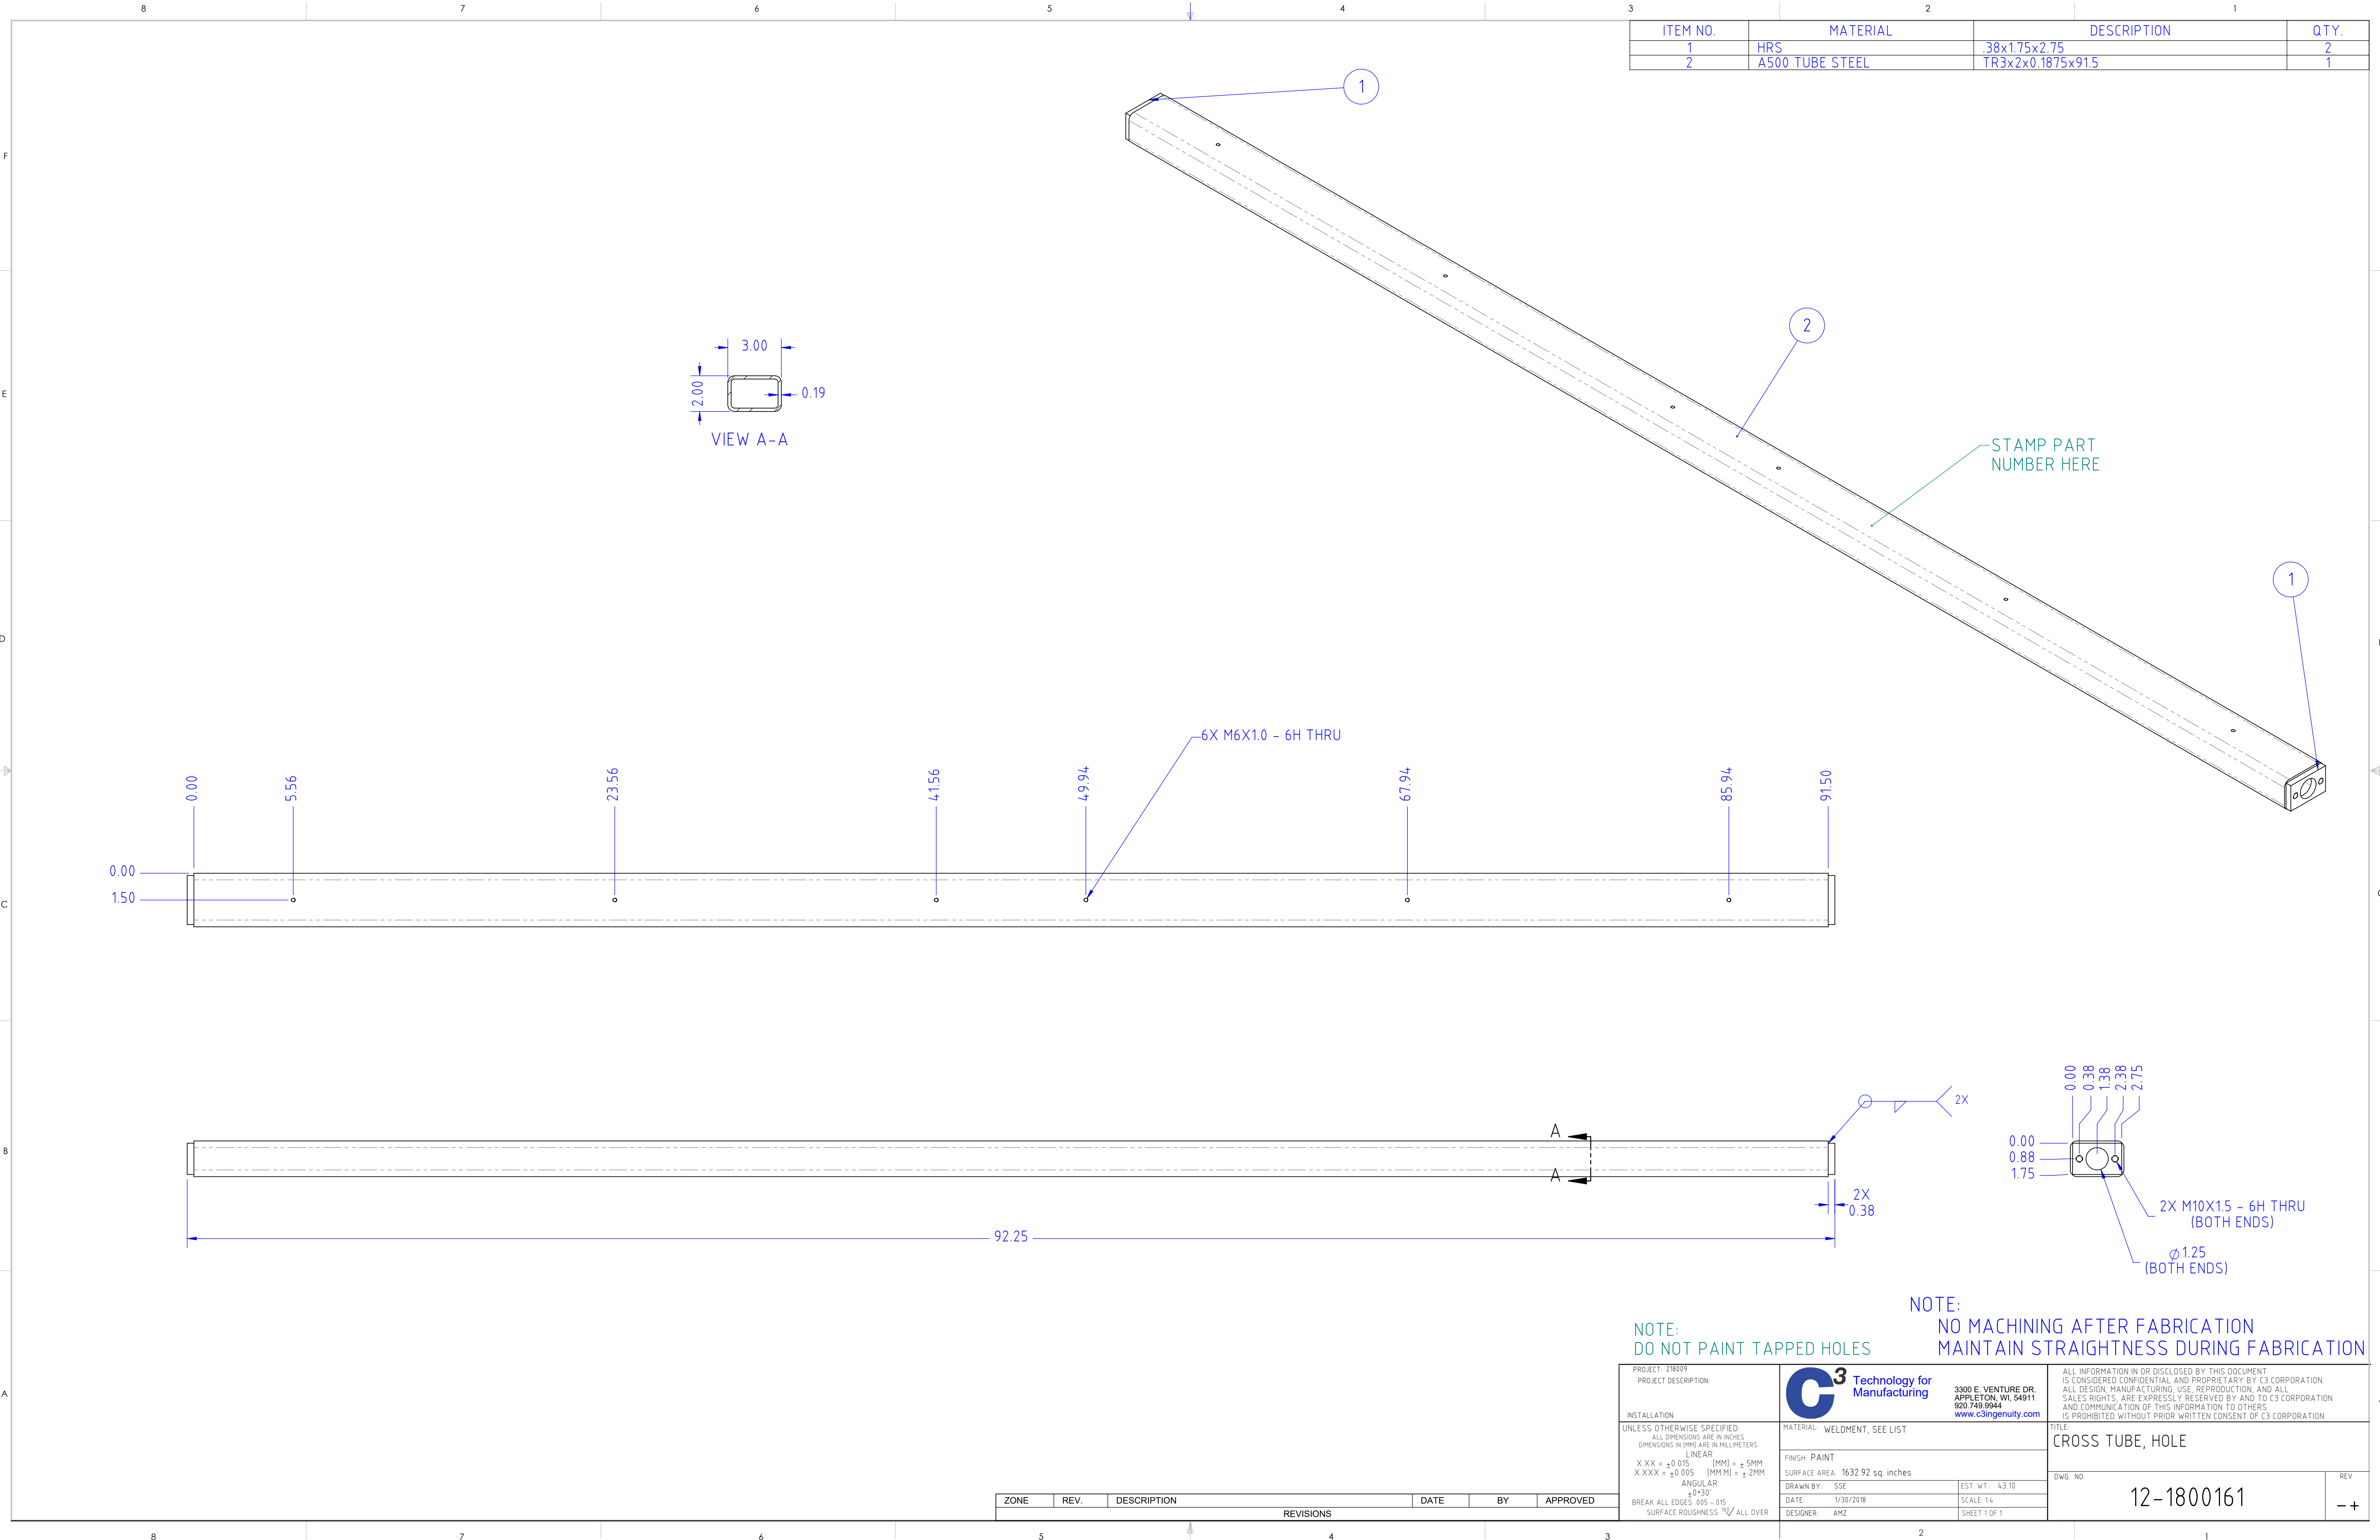 8 7 6 5 4 3 2 1
ITEM NO. MATERIAL DESCRIPTION QTY.
1 HRS .38x1.75x2.75 2
2 A500 TUBE STEEL TR3x2x0.1875x91.5 1
1
F
2
3.00
2.00
0.19
E
VIEW A-A
STAMP PART
NUMBER HERE
1
D
6X M6X1.0 - 6H THRU
0.00 5.56 23.56 41.56 49.94 67.94 85.94 91.50
0.00
1.50
C
0.00 0.38 1.38 2.38 2.75
2X
A
A
B
0.00
0.88
1.75
2X
0.38
92.25
2X M10X1.5 - 6H THRU
(BOTH ENDS)
⌀1.25
(BOTH ENDS)
NOTE:
NO MACHINING AFTER FABRICATION
MAINTAIN STRAIGHTNESS DURING FABRICATION
NOTE:
DO NOT PAINT TAPPED HOLES
A
PROJECT: 218009
PROJECT DESCRIPTION:
INSTALLATION:
C3 Technology for
Manufacturing
3300 E. VENTURE DR.
APPLETON, WI, 54911
920.749.9944
www.c3ingenuity.com
ALL INFORMATION IN OR DISCLOSED BY THIS DOCUMENT
IS CONSIDERED CONFIDENTIAL AND PROPRIETARY BY C3 CORPORATION.
ALL DESIGN, MANUFACTURING, USE, REPRODUCTION, AND ALL
SALES RIGHTS, ARE EXPRESSLY RESERVED BY AND TO C3 CORPORATION
AND COMMUNICATION OF THIS INFORMATION TO OTHERS
IS PROHIBITED WITHOUT PRIOR WRITTEN CONSENT OF C3 CORPORATION
UNLESS OTHERWISE SPECIFIED:
ALL DIMENSIONS ARE IN INCHES
DIMENSIONS IN [MM] ARE IN MILLIMETERS
LINEAR
X.XX = ±0.015 [MM] = ±.5MM
X.XXX = ±0.005 [MM.M] = ±.2MM
ANGULAR
±0°30'
BREAK ALL EDGES .005 -.015
SURFACE ROUGHNESS 160 ALL OVER
MATERIAL: WELDMENT, SEE LIST
FINISH: PAINT
SURFACE AREA: 1632.92 sq. inches
DRAWN BY: SSE EST. WT.: 43.10
DATE: 1/30/2018 SCALE: 1:4
DESIGNER: AMZ SHEET 1 OF 1
TITLE:
CROSS TUBE, HOLE
DWG. NO. REV
12-1800161 -+
ZONE REV. DESCRIPTION DATE BY APPROVED
REVISIONS
8 7 6 5 4 3 2 1